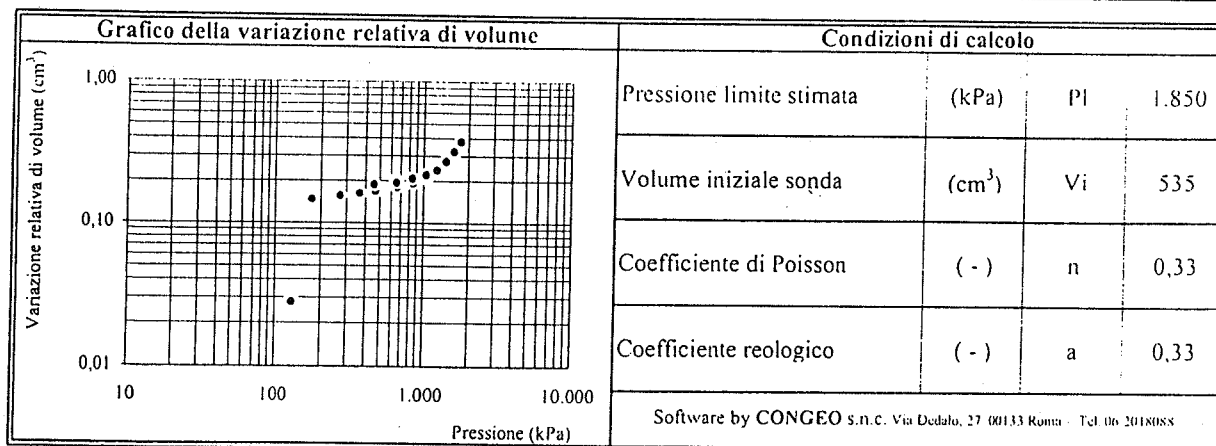 Grafico della variazione relativa di volume
Variazione relativa di volume (cm³)
1,00
0,10
0,01
10
100
1.000
10.000
Pressione (kPa)
Condizioni di calcolo
Pressione limite stimata (kPa) Pl 1.850
Volume iniziale sonda (cm³) Vi 535
Coefficiente di Poisson ( - ) n 0,33
Coefficiente reologico ( - ) a 0,33
Software by CONGEO s.n.c. Via Dedalo, 27 00133 Roma - Tel. 06 2018088